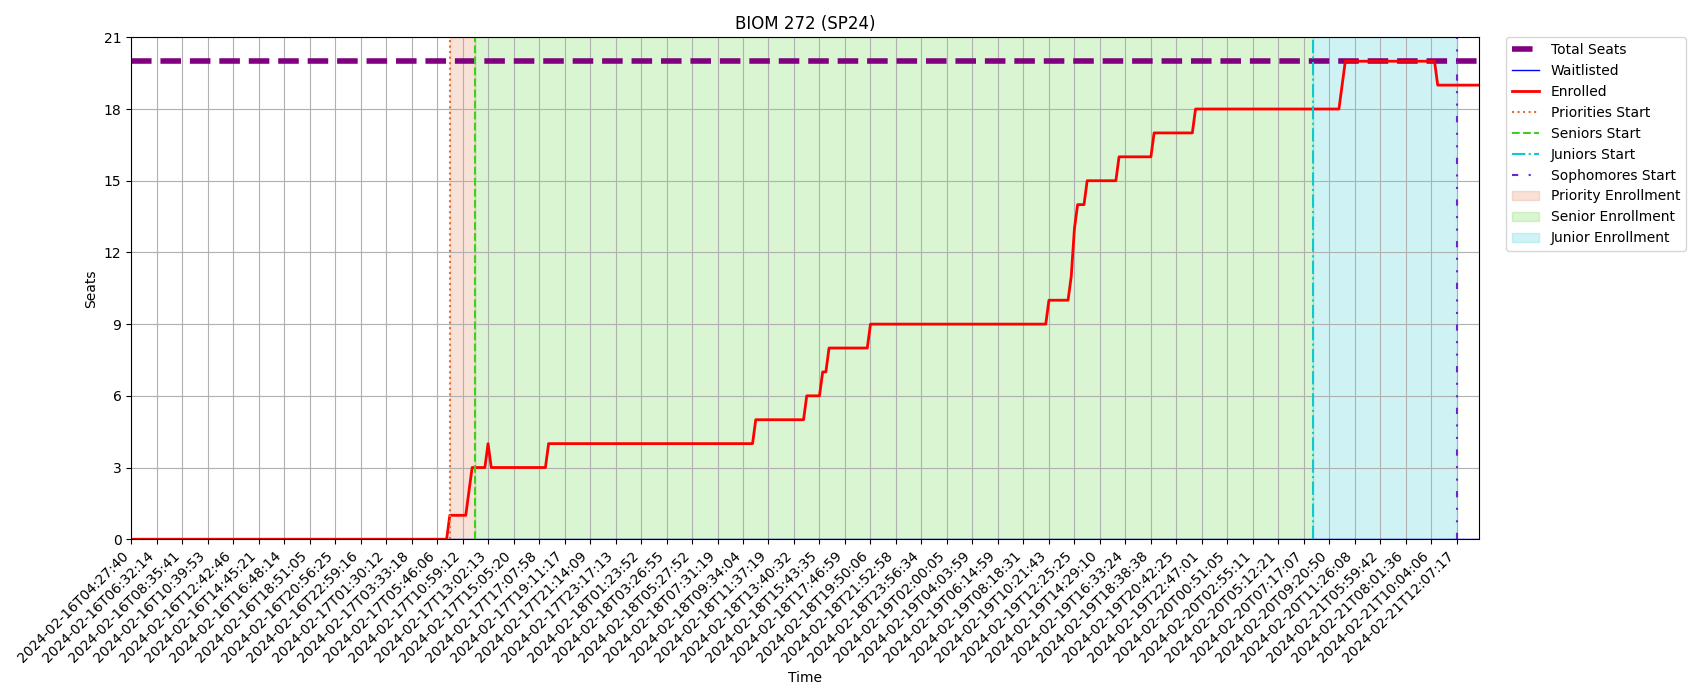 BIOM 272 (SP24)
21
18
15
12
9
6
3
0
Seats
Total Seats
Waitlisted
Enrolled
Priorities Start
Seniors Start
Juniors Start
Sophomores Start
Priority Enrollment
Senior Enrollment
Junior Enrollment
2024-02-16T04:27:40
2024-02-16T06:32:14
2024-02-16T08:35:41
2024-02-16T10:39:53
2024-02-16T12:42:46
2024-02-16T14:45:21
2024-02-16T16:48:14
2024-02-16T18:51:05
2024-02-16T20:56:25
2024-02-16T22:59:16
2024-02-17T01:30:12
2024-02-17T03:33:18
2024-02-17T05:46:06
2024-02-17T10:59:12
2024-02-17T13:02:13
2024-02-17T15:05:20
2024-02-17T17:07:58
2024-02-17T19:11:17
2024-02-17T21:14:09
2024-02-17T23:17:13
2024-02-18T01:23:52
2024-02-18T03:26:55
2024-02-18T05:27:52
2024-02-18T07:31:19
2024-02-18T09:34:04
2024-02-18T11:37:19
2024-02-18T13:40:32
2024-02-18T15:43:35
2024-02-18T17:46:59
2024-02-18T19:50:06
2024-02-18T21:52:58
2024-02-18T23:56:34
2024-02-19T02:00:05
2024-02-19T04:03:59
2024-02-19T06:14:59
2024-02-19T08:18:31
2024-02-19T10:21:43
2024-02-19T12:25:25
2024-02-19T14:29:10
2024-02-19T16:33:24
2024-02-19T18:38:38
2024-02-19T20:42:25
2024-02-19T22:47:01
2024-02-20T00:51:05
2024-02-20T02:55:11
2024-02-20T05:12:21
2024-02-20T07:17:07
2024-02-20T09:20:50
2024-02-20T11:26:08
2024-02-21T05:59:42
2024-02-21T08:01:36
2024-02-21T10:04:06
2024-02-21T12:07:17
Time